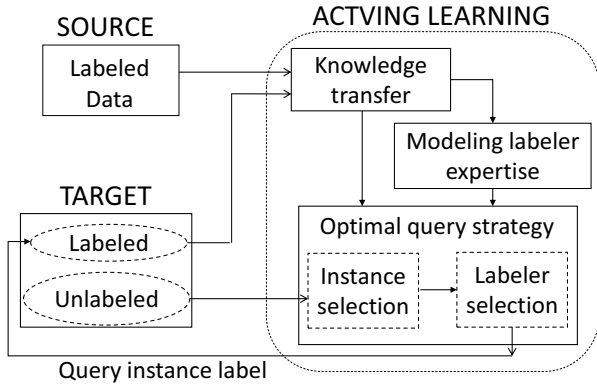 SOURCE
ACTVING LEARNING
Labeled
Data
Knowledge
transfer
Modeling labeler
expertise
TARGET
Labeled
Unlabeled
Optimal query strategy
Instance
selection
Labeler
selection
Query instance label